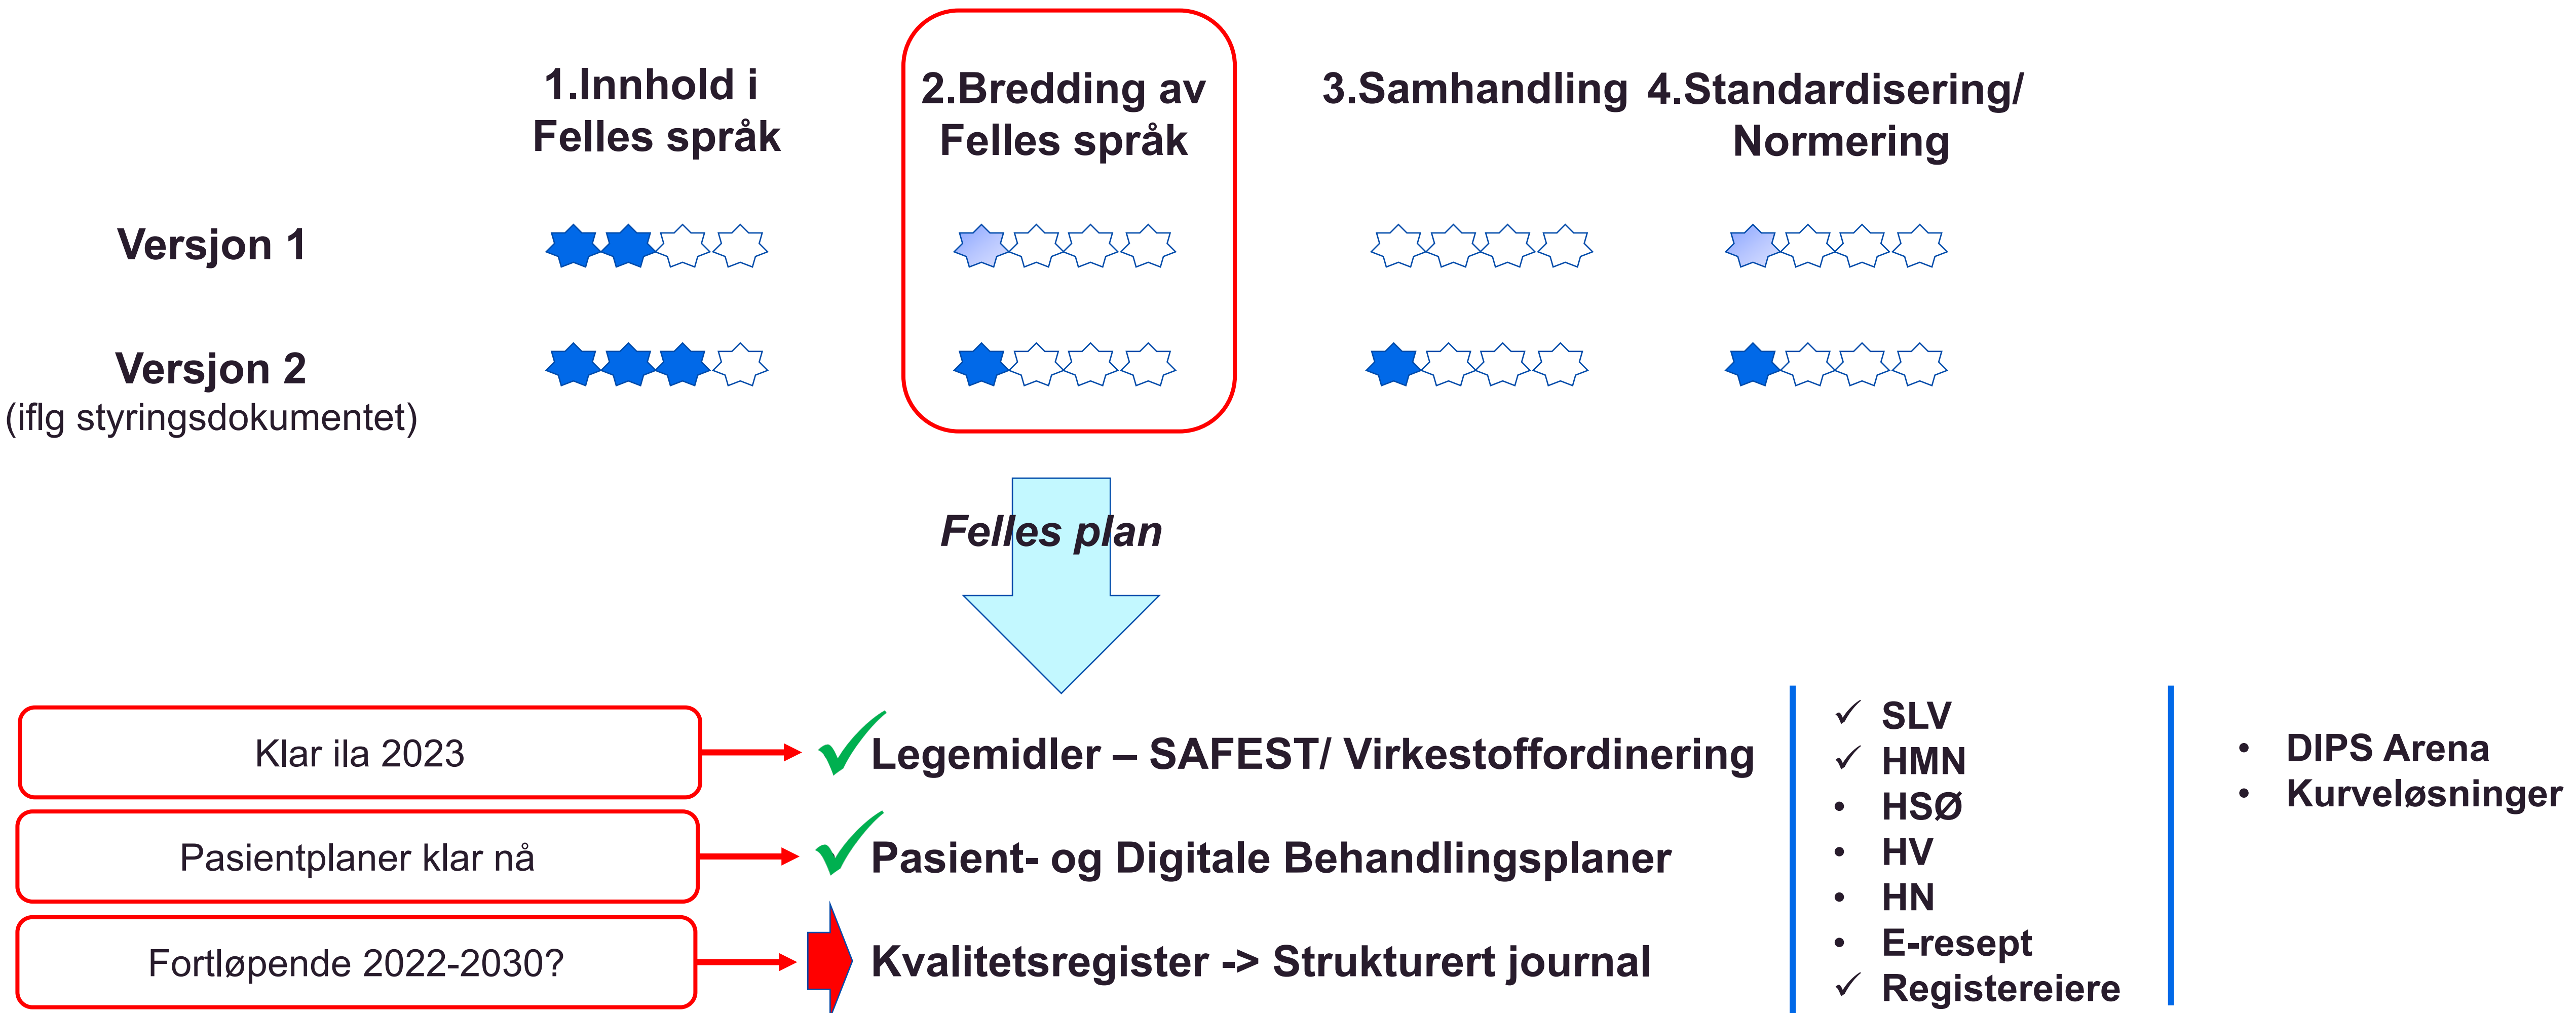 1.Innhold i
Felles språk
2.Bredding av
Felles språk
3.Samhandling
4.Standardisering/
Normering
Versjon 1
Versjon 2
(iflg styringsdokumentet)
Felles plan
Klar ila 2023
Legemidler – SAFEST/ Virkestoffordinering
Pasientplaner klar nå
Pasient- og Digitale Behandlingsplaner
Fortløpende 2022-2030?
Kvalitetsregister -> Strukturert journal
✓ SLV
✓ HMN
• HSØ
• HV
• HN
• E-resept
✓ Registereiere
• DIPS Arena
• Kurveløsninger